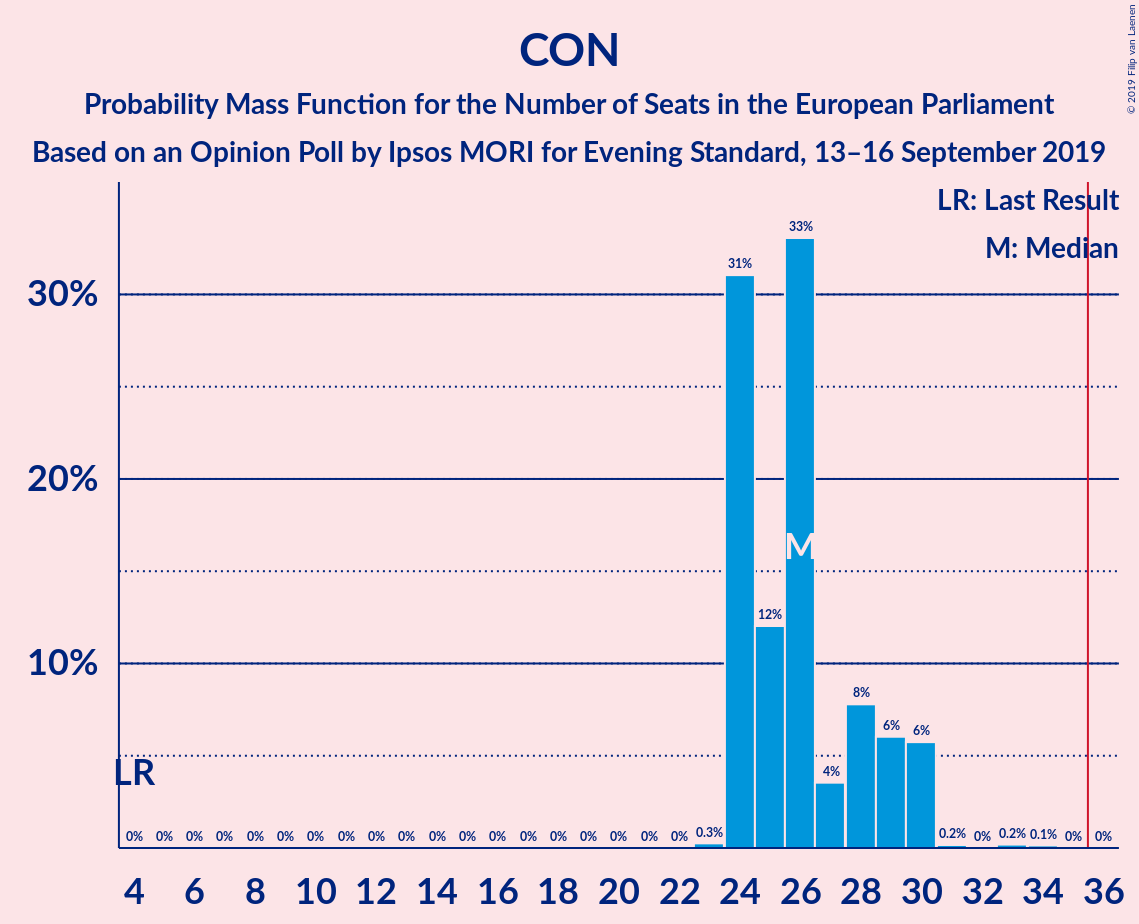 CON
Probability Mass Function for the Number of Seats in the European Parliament
Based on an Opinion Poll by Ipsos MORI for Evening Standard, 13–16 September 2019
© 2019 Filip van Laenen
LR: Last Result
M: Median
33%
31%
30%
20%
M
12%
10%
8%
6% 6%
4%
LR
0% 0% 0% 0% 0% 0% 0% 0% 0% 0% 0% 0% 0% 0% 0% 0% 0% 0% 0% 0.3% 0.2% 0% 0.2% 0.1% 0% 0%
4 6 8 10 12 14 16 18 20 22 24 26 28 30 32 34 36